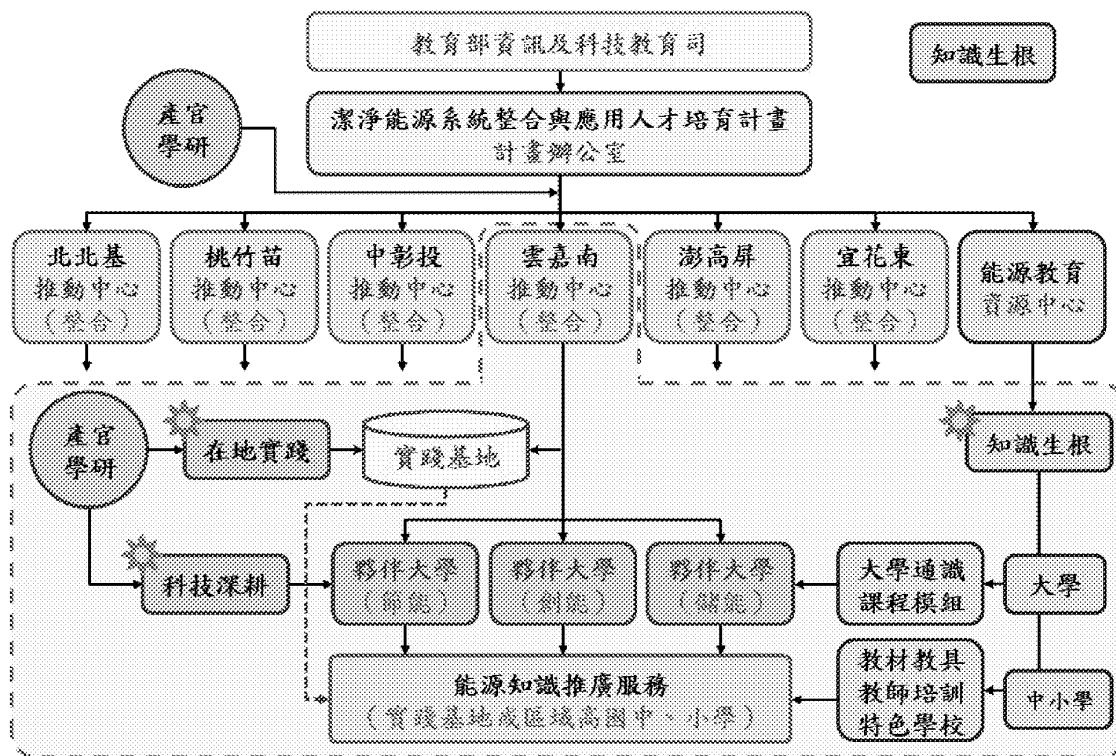 教育部資訊及科技教育司
知識生根
產官
學研
潔淨能源系統整合與應用人才培育計畫
計畫辦公室
北北基
推動中心
（整合）
桃竹苗
推動中心
（整合）
中彰投
推動中心
（整合）
雲嘉南
推動中心
（整合）
澎高屏
推動中心
（整合）
宜花東
推動中心
（整合）
能源教育
資源中心
產官
學研
在地實踐
實踐基地
知識生根
科技深耕
夥伴大學
（節能）
夥伴大學
（創能）
夥伴大學
（儲能）
大學通識
課程模組
大學
能源知識推廣服務
（實踐基地或區域高國中、小學）
教材教具
教師培訓
特色學校
中小學